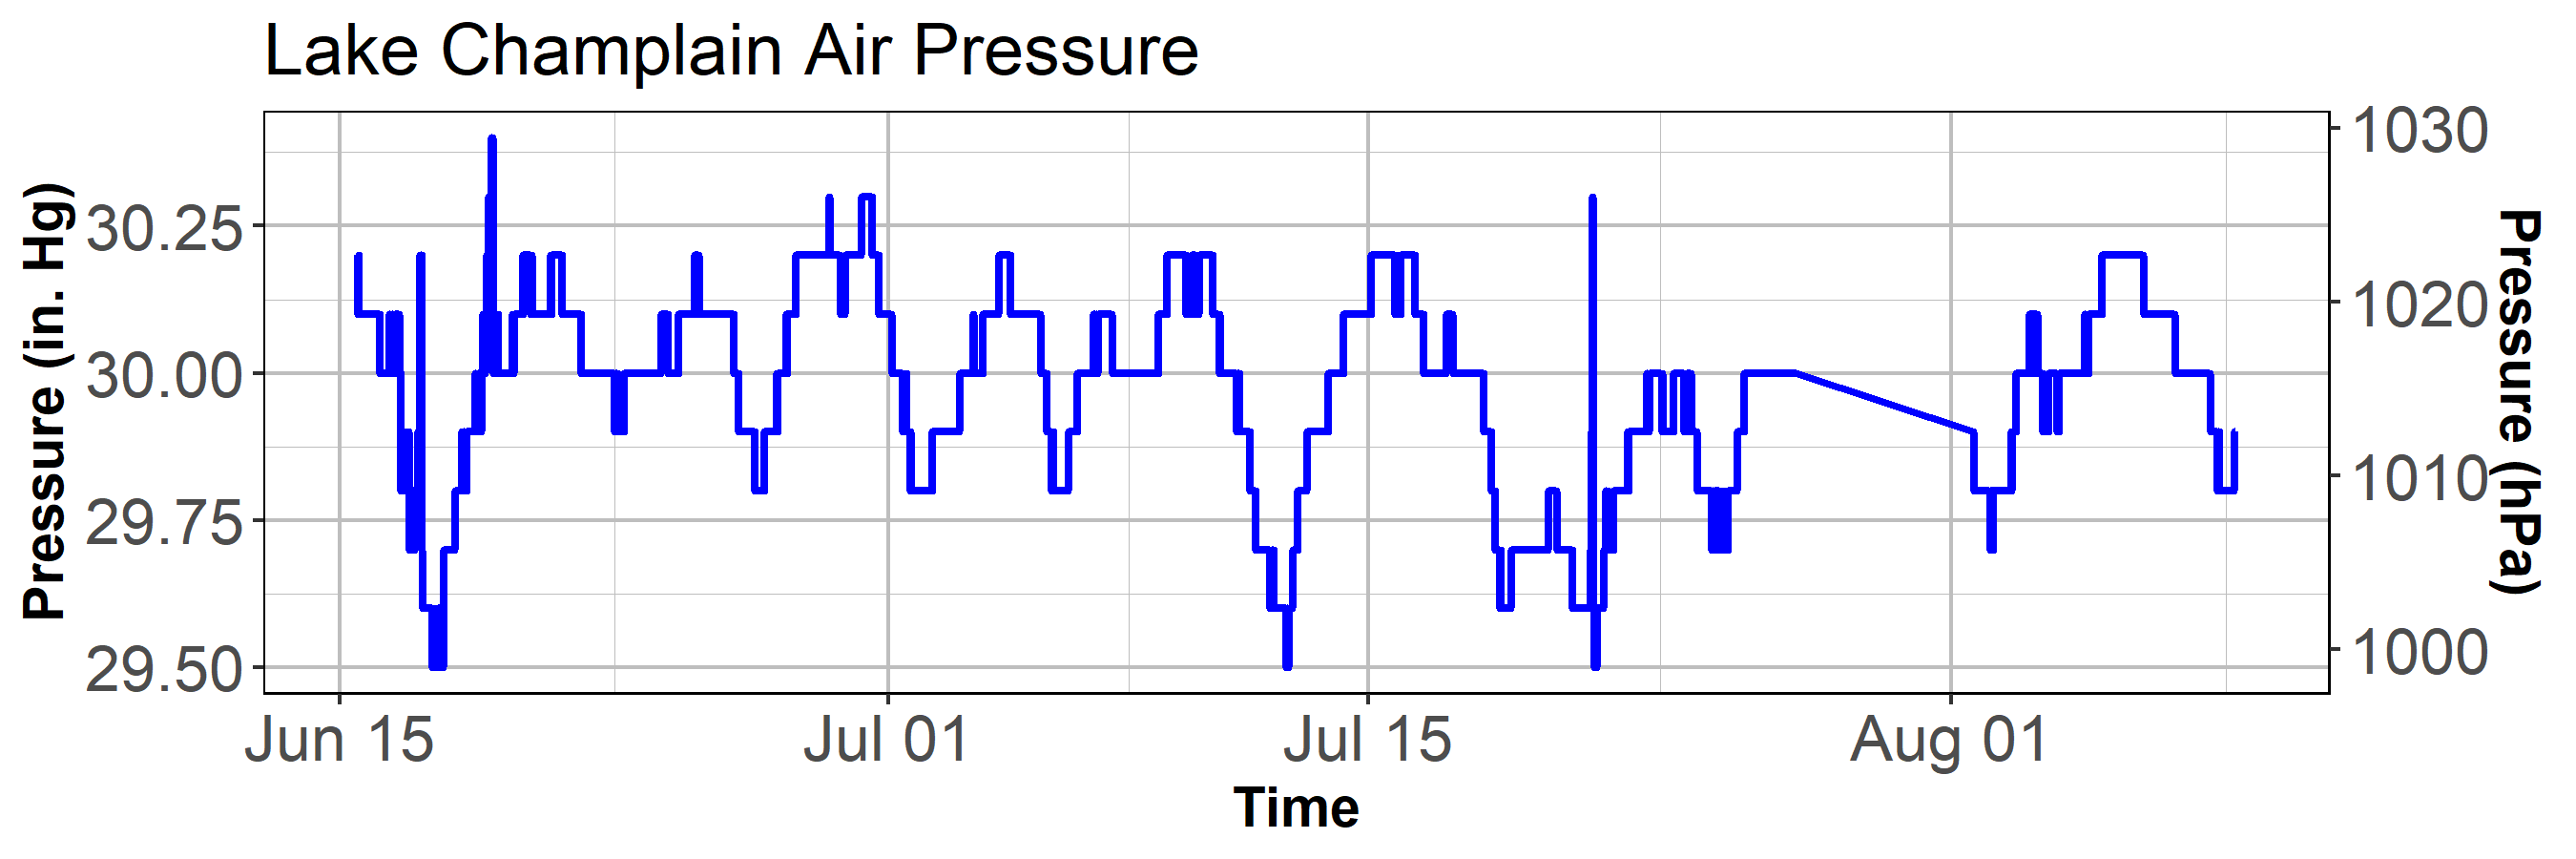 Lake Champlain Air Pressure
Pressure (in. Hg)
30.25
30.00
29.75
29.50
1030
1020
1010
1000
Pressure (hPa)
Jun 15
Jul 01
Jul 15
Aug 01
Time